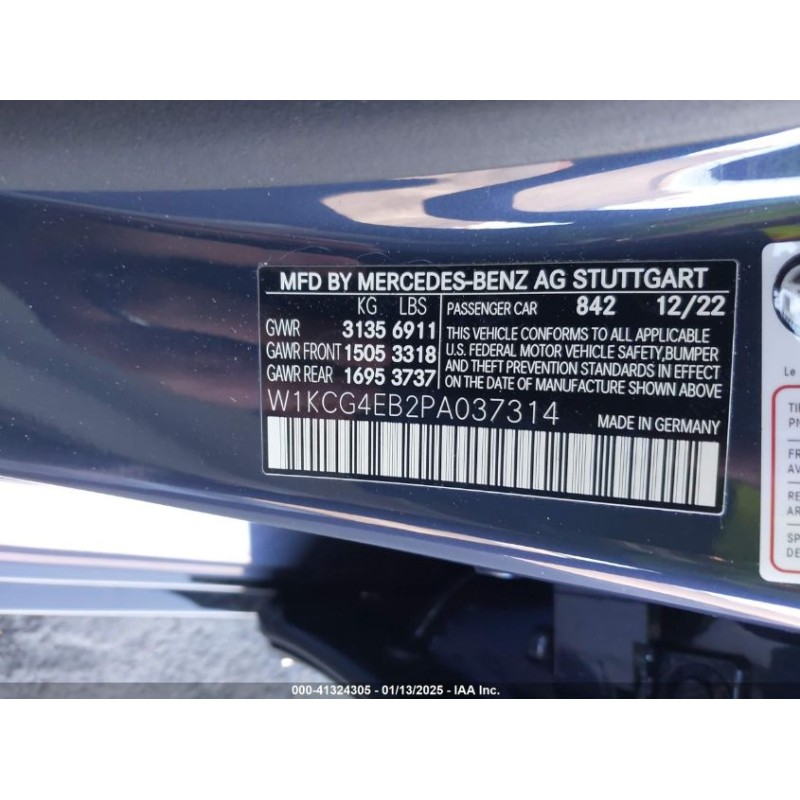 MFD BY MERCEDES-BENZ AG STUTTGART
KG LBS
GVWR 3135 6911
GAWR FRONT 1505 3318
GAWR REAR 1695 3737
PASSENGER CAR 842 12/22
THIS VEHICLE CONFORMS TO ALL APPLICABLE
U.S. FEDERAL MOTOR VEHICLE SAFETY,BUMPER
AND THEFT PREVENTION STANDARDS IN EFFECT
ON DATE OF MANUFACTURE SHOWN ABOVE
W1KCG4EB2PA037314
MADE IN GERMANY
Le
000-41324305 - 01/13/2025 - IAA Inc.